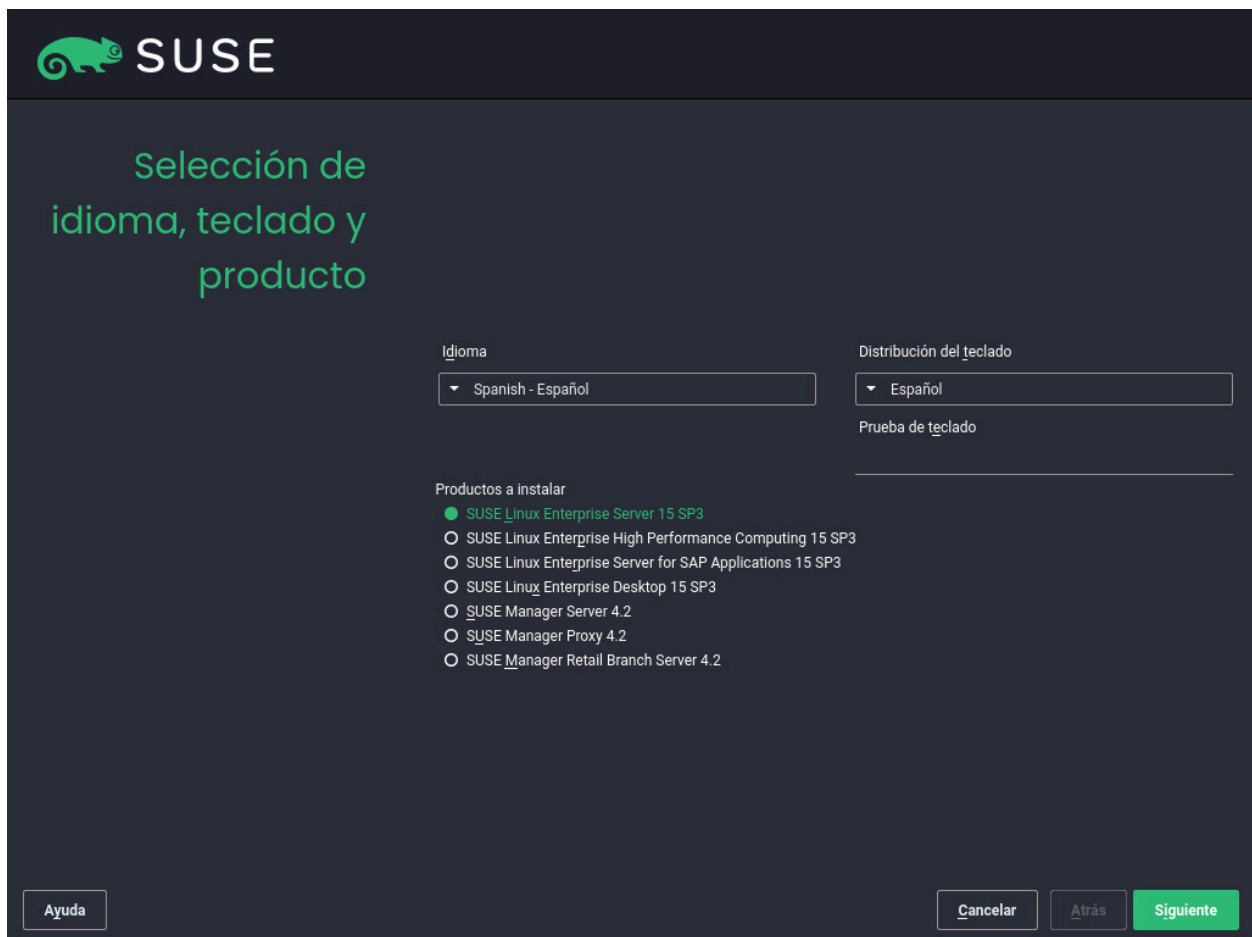 SUSE
Selección de
idioma, teclado y
producto
Idioma
Distribución del teclado
Spanish - Español
Español
Prueba de teclado
Productos a instalar
SUSE Linux Enterprise Server 15 SP3
SUSE Linux Enterprise High Performance Computing 15 SP3
SUSE Linux Enterprise Server for SAP Applications 15 SP3
SUSE Linux Enterprise Desktop 15 SP3
SUSE Manager Server 4.2
SUSE Manager Proxy 4.2
SUSE Manager Retail Branch Server 4.2
Ayuda
Cancelar
Atrás
Siguiente